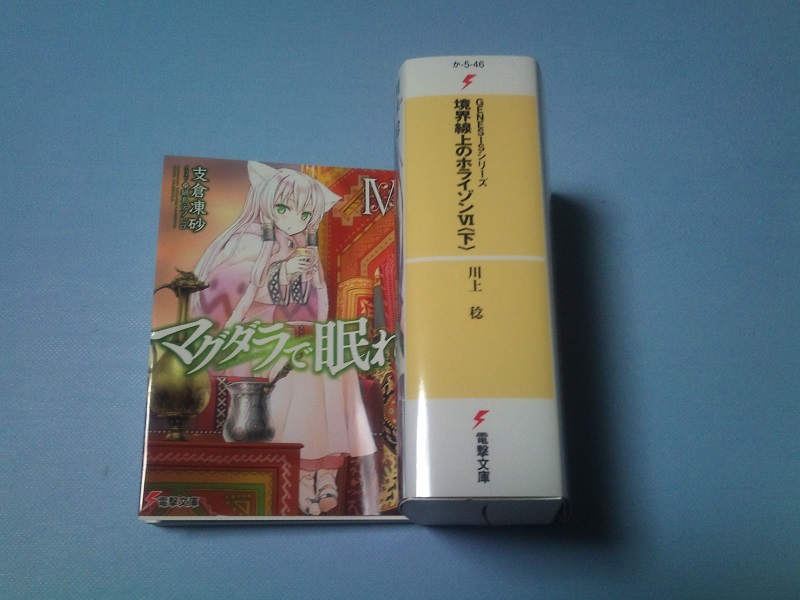 支倉凍砂
IV
マグダラで眠れ
電撃文庫
か-5-46
GENESISシリーズ
境界線上のホライゾンVI〈下〉
川上 稔
電撃文庫